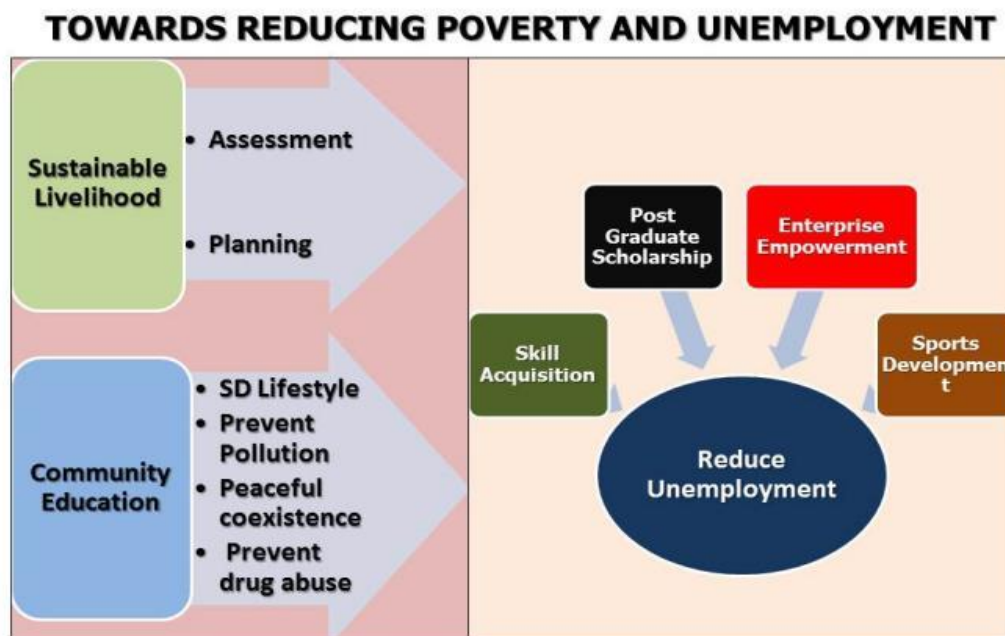 TOWARDS REDUCING POVERTY AND UNEMPLOYMENT
Sustainable
Livelihood
• Assessment
• Planning
Community
Education
• SD Lifestyle
• Prevent
Pollution
• Peaceful
coexistence
• Prevent
drug abuse
Post
Graduate
Scholarship
Enterprise
Empowerment
Skill
Acquisition
Sports
Developmen
t
Reduce
Unemployment